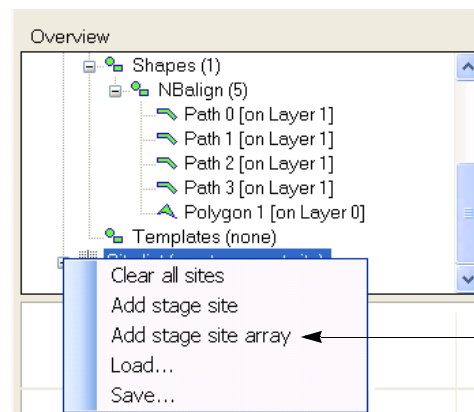 Overview
Shapes (1)
NBalign (5)
Path 0 [on Layer 1]
Path 1 [on Layer 1]
Path 2 [on Layer 1]
Path 3 [on Layer 1]
Polygon 1 [on Layer 0]
Templates (none)
Clear all sites
Add stage site
Add stage site array
Load...
Save...